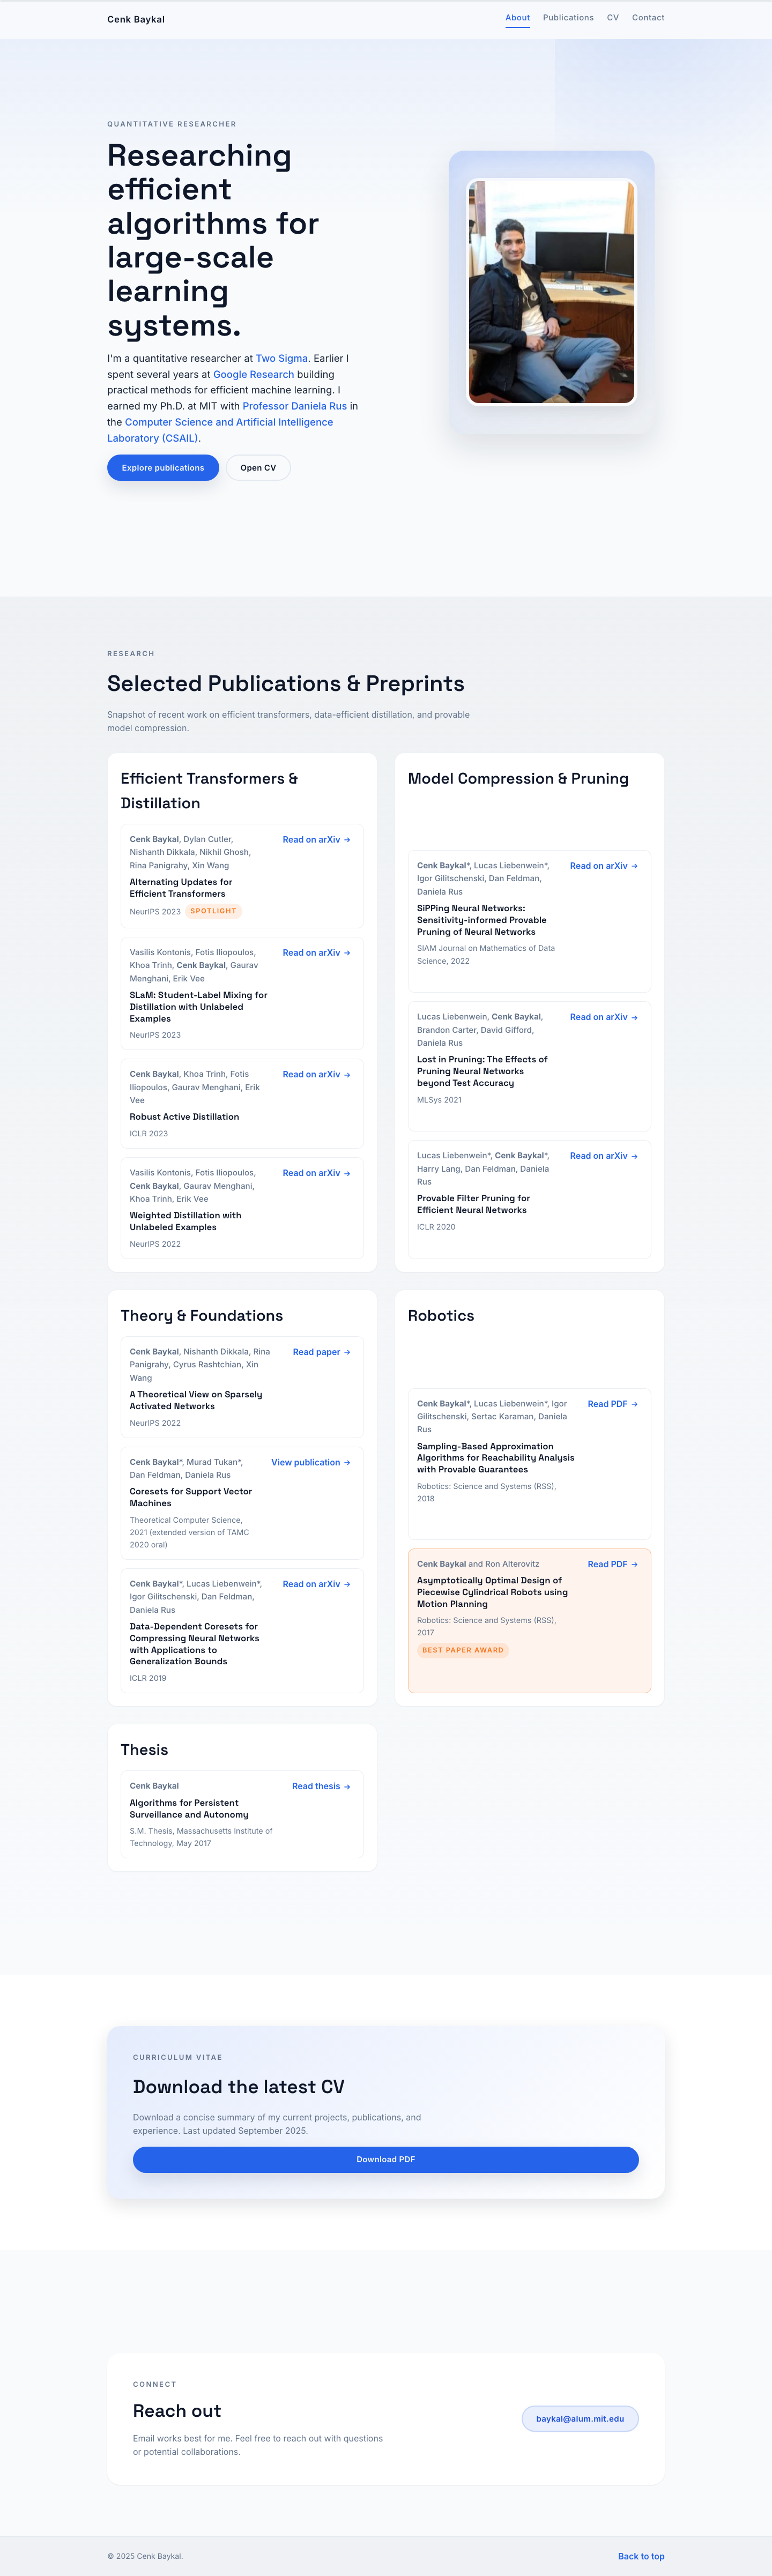 Cenk Baykal
About
Publications
CV
Contact
QUANTITATIVE RESEARCHER
Researching
efficient
algorithms for
large-scale
learning
systems.
I'm a quantitative researcher at Two Sigma. Earlier I
spent several years at Google Research building
practical methods for efficient machine learning. I
earned my Ph.D. at MIT with Professor Daniela Rus in
the Computer Science and Artificial Intelligence
Laboratory (CSAIL).
Explore publications
Open CV
RESEARCH
Selected Publications & Preprints
Snapshot of recent work on efficient transformers, data-efficient distillation, and provable
model compression.
Efficient Transformers &
Distillation
Cenk Baykal, Dylan Cutler,
Nishanth Dikkala, Nikhil Ghosh,
Rina Panigrahy, Xin Wang
Read on arXiv →
Alternating Updates for
Efficient Transformers
NeurIPS 2023 SPOTLIGHT
Vasilis Kontonis, Fotis Iliopoulos,
Khoa Trinh, Cenk Baykal, Gaurav
Menghani, Erik Vee
Read on arXiv →
SLaM: Student-Label Mixing for
Distillation with Unlabeled
Examples
NeurIPS 2023
Cenk Baykal, Khoa Trinh, Fotis
Iliopoulos, Gaurav Menghani, Erik
Vee
Read on arXiv →
Robust Active Distillation
ICLR 2023
Vasilis Kontonis, Fotis Iliopoulos,
Cenk Baykal, Gaurav Menghani,
Khoa Trinh, Erik Vee
Read on arXiv →
Weighted Distillation with
Unlabeled Examples
NeurIPS 2022
Model Compression & Pruning
Cenk Baykal*, Lucas Liebenwein*,
Igor Gilitschenski, Dan Feldman,
Daniela Rus
Read on arXiv →
SiPPing Neural Networks:
Sensitivity-informed Provable
Pruning of Neural Networks
SIAM Journal on Mathematics of Data
Science, 2022
Lucas Liebenwein, Cenk Baykal,
Brandon Carter, David Gifford,
Daniela Rus
Read on arXiv →
Lost in Pruning: The Effects of
Pruning Neural Networks
beyond Test Accuracy
MLSys 2021
Lucas Liebenwein*, Cenk Baykal*,
Harry Lang, Dan Feldman, Daniela
Rus
Read on arXiv →
Provable Filter Pruning for
Efficient Neural Networks
ICLR 2020
Theory & Foundations
Cenk Baykal, Nishanth Dikkala, Rina
Panigrahy, Cyrus Rashtchian, Xin
Wang
Read paper →
A Theoretical View on Sparsely
Activated Networks
NeurIPS 2022
Cenk Baykal*, Murad Tukan*,
Dan Feldman, Daniela Rus
View publication →
Coresets for Support Vector
Machines
Theoretical Computer Science,
2021 (extended version of TAMC
2020 oral)
Cenk Baykal*, Lucas Liebenwein*,
Igor Gilitschenski, Dan Feldman,
Daniela Rus
Read on arXiv →
Data-Dependent Coresets for
Compressing Neural Networks
with Applications to
Generalization Bounds
ICLR 2019
Robotics
Cenk Baykal*, Lucas Liebenwein*, Igor
Gilitschenski, Sertac Karaman, Daniela
Rus
Read PDF →
Sampling-Based Approximation
Algorithms for Reachability Analysis
with Provable Guarantees
Robotics: Science and Systems (RSS),
2018
Cenk Baykal and Ron Alterovitz
Read PDF →
Asymptotically Optimal Design of
Piecewise Cylindrical Robots using
Motion Planning
Robotics: Science and Systems (RSS),
2017
BEST PAPER AWARD
Thesis
Cenk Baykal
Read thesis →
Algorithms for Persistent
Surveillance and Autonomy
S.M. Thesis, Massachusetts Institute of
Technology, May 2017
CURRICULUM VITAE
Download the latest CV
Download a concise summary of my current projects, publications, and
experience. Last updated September 2025.
Download PDF
CONNECT
Reach out
Email works best for me. Feel free to reach out with questions
or potential collaborations.
baykal@alum.mit.edu
© 2025 Cenk Baykal.
Back to top